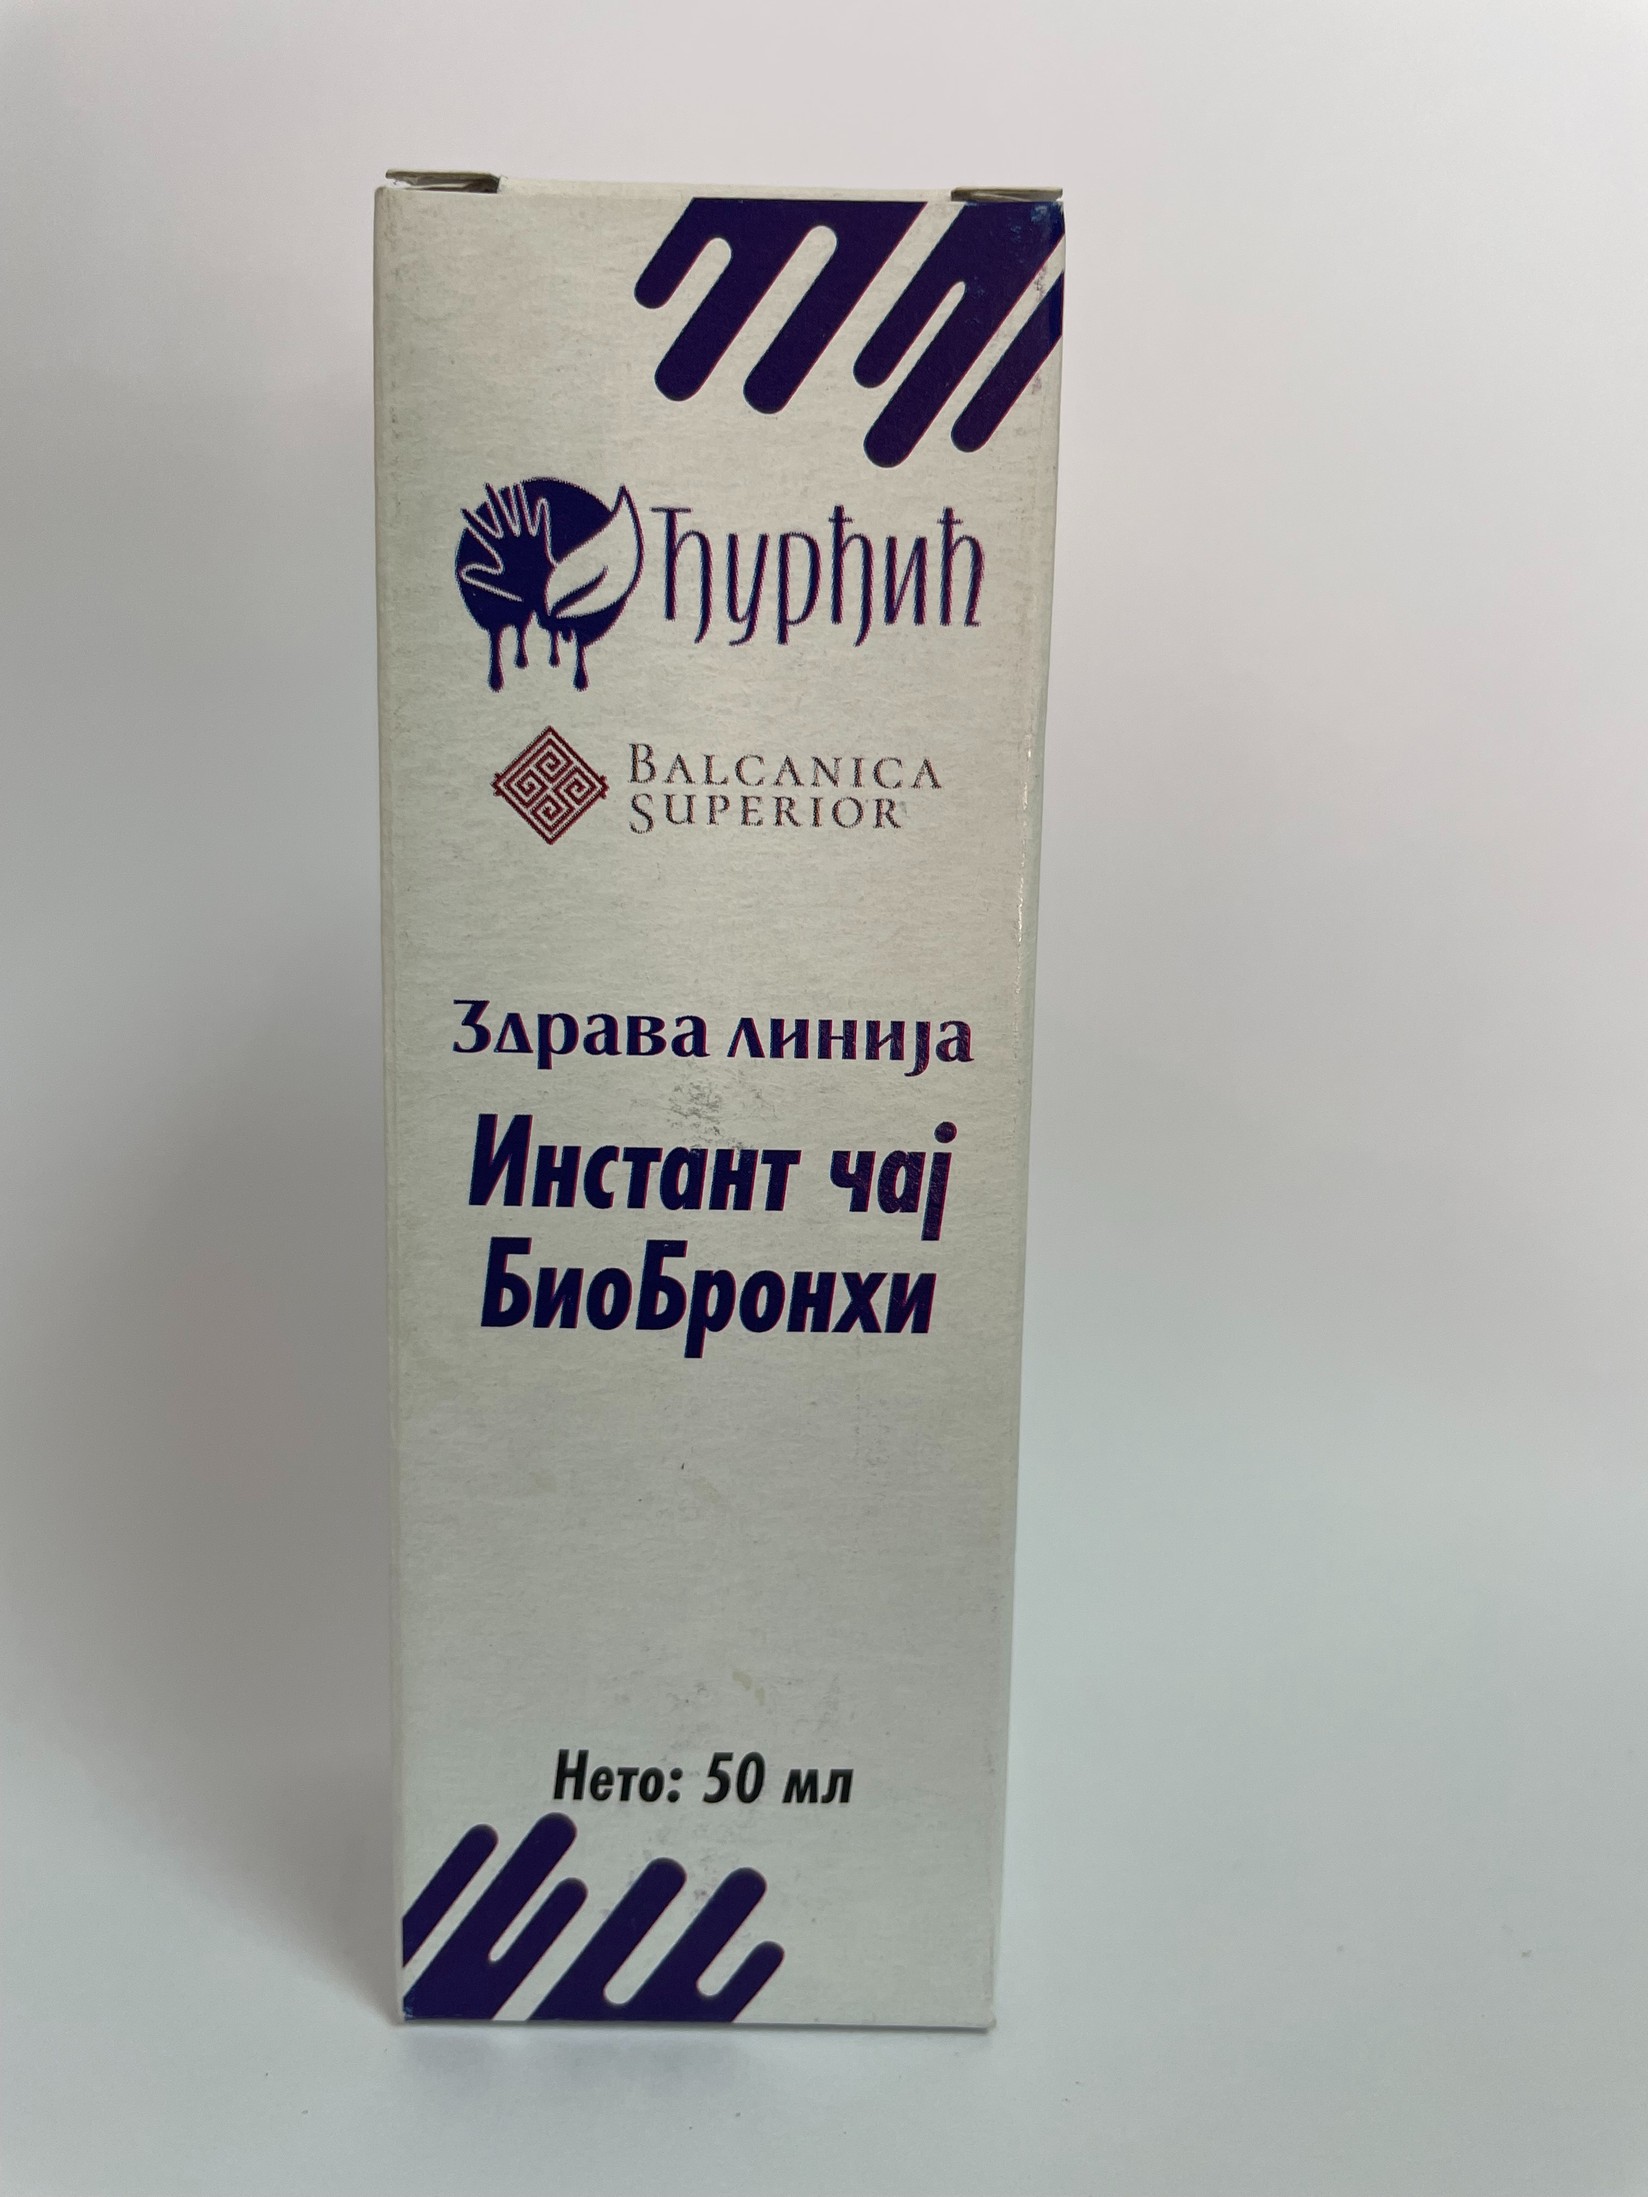 Ђурђић
BALCANICA
SUPERIOR
Здрава линија
Инстант чај
БиоБронхи
Нето: 50 мл